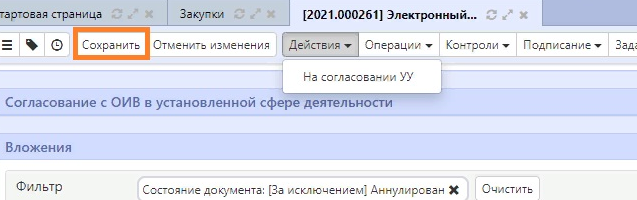 тартовая страница Закупки [2021.000261] Электронный...
Сохранить Отменить изменения Действия Операции Контроли Подписание Зада
На согласовании УУ
Согласование с ОИВ в установленной сфере деятельности
Вложения
Фильтр Состояние документа: [За исключением] Аннулирован Очистить